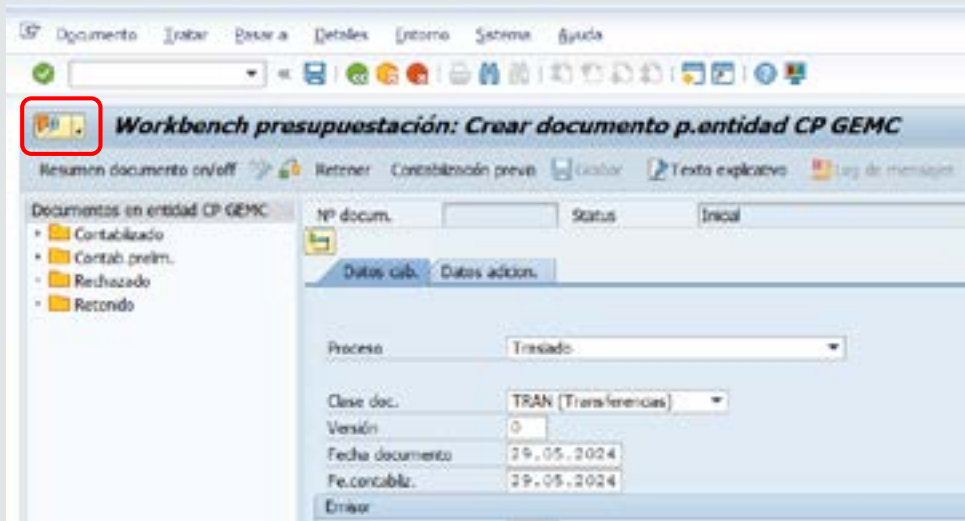 Documento Tratar Pasar a Detalles Entorno Sistema Ayuda
Workbench presupuestación: Crear documento p.entidad CP GEMC
Resumen documento on/off Retener Contabilización previa Grabar Texto explicativo Log de mensajes
Documentos en entidad CP GEMC
Contabilizado
Contab.prelim.
Rechazado
Retenido
Nº docum. Status Inicial
Datos cab. Datos adicion.
Proceso Traslado
Clase doc. TRAN (Transferencias)
Versión 0
Fecha documento 29.05.2024
Fe.contabiliz. 29.05.2024
Emisor